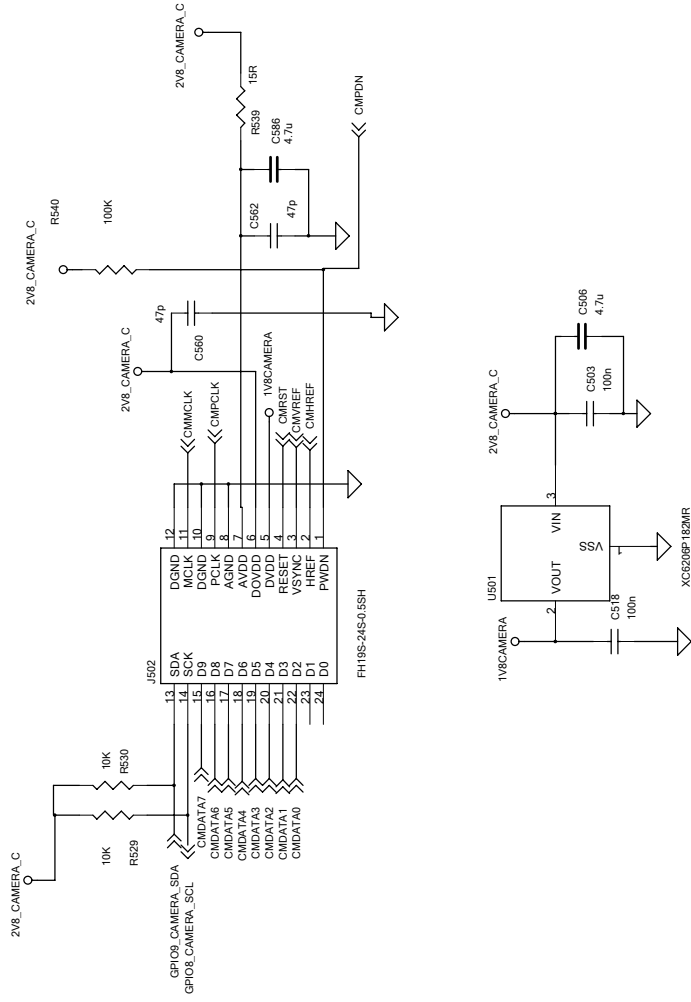 2V8_CAMERA_C
10K
R530
10K
R529
GPIO9_CAMERA_SDA
GPIO8_CAMERA_SCL
CMDATA7
CMDATA6
CMDATA5
CMDATA4
CMDATA3
CMDATA2
CMDATA1
CMDATA0
J502
13 SDA
14 SCK
15 D9
16 D8
17 D7
18 D6
19 D5
20 D4
21 D3
22 D2
23 D1
24 D0
DGND 12
MCLK 11
DGND 10
PCLK 9
AGND 8
AVDD 7
DOVDD 6
DVDD 5
RESET 4
VSYNC 3
HREF 2
PWDN 1
FH19S-24S-0.5SH
CMMCLK
CMPCLK
1V8CAMERA
CMRST
CMVREF
CMHREF
2V8_CAMERA_C
47p
C560
2V8_CAMERA_C
R540
100K
2V8_CAMERA_C
15R
R539
C586
4.7u
C562
47p
CMPDN
1V8CAMERA
C518
100n
U501
2
VOUT
VIN
3
VSS
1
XC6206P182MR
2V8_CAMERA_C
C503
100n
C506
4.7u